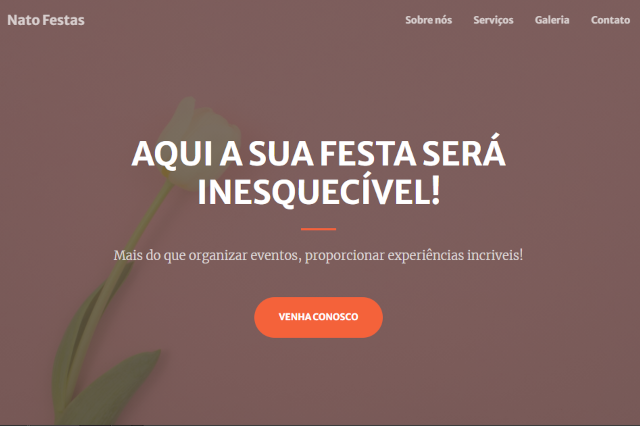 Nato Festas
Sobre nós Serviços Galeria Contato
AQUI A SUA FESTA SERÁ
INESQUECÍVEL!
Mais do que organizar eventos, proporcionar experiências incriveis!
VENHA CONOSCO